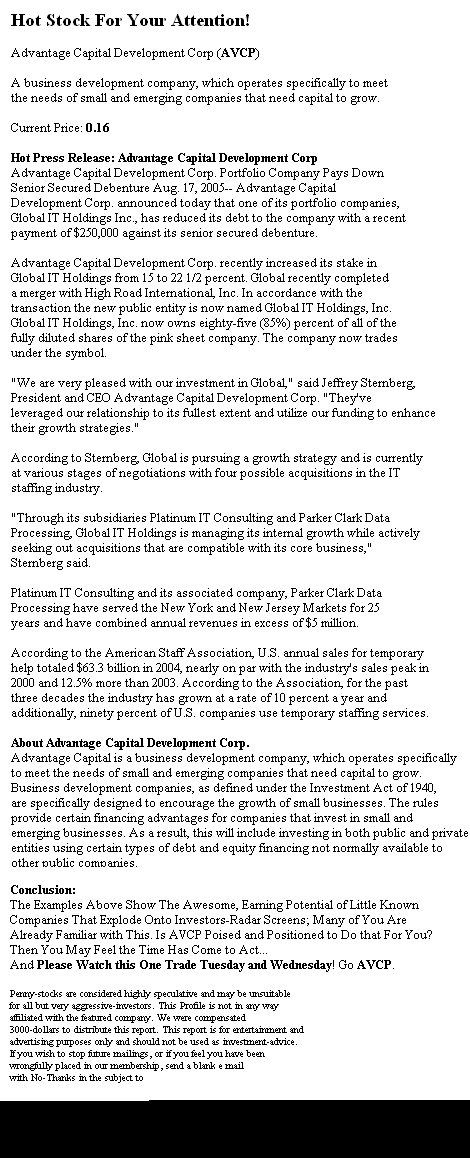 Hot Stock For Your Attention!
Advantage Capital Development Corp (AVCP)
A business development company, which operates specifically to meet
the needs of small and emerging companies that need capital to grow.
Current Price: 0.16
Hot Press Release: Advantage Capital Development Corp
Advantage Capital Development Corp. Portfolio Company Pays Down
Senior Secured Debenture Aug. 17, 2005-- Advantage Capital
Development Corp. announced today that one of its portfolio companies,
Global IT Holdings Inc., has reduced its debt to the company with a recent
payment of $250,000 against its senior secured debenture.
Advantage Capital Development Corp. recently increased its stake in
Global IT Holdings from 15 to 22 1/2 percent. Global recently completed
a merger with High Road International, Inc. In accordance with the
transaction the new public entity is now named Global IT Holdings, Inc.
Global IT Holdings, Inc. now owns eighty-five (85%) percent of all of the
fully diluted shares of the pink sheet company. The company now trades
under the symbol.
"We are very pleased with our investment in Global," said Jeffrey Sternberg,
President and CEO Advantage Capital Development Corp. "They've
leveraged our relationship to its fullest extent and utilize our funding to enhance
their growth strategies."
According to Sternberg, Global is pursuing a growth strategy and is currently
at various stages of negotiations with four possible acquisitions in the IT
staffing industry.
"Through its subsidiaries Platinum IT Consulting and Parker Clark Data
Processing, Global IT Holdings is managing its internal growth while actively
seeking out acquisitions that are compatible with its core business,"
Sternberg said.
Platinum IT Consulting and its associated company, Parker Clark Data
Processing have served the New York and New Jersey Markets for 25
years and have combined annual revenues in excess of $5 million.
According to the American Staff Association, U.S. annual sales for temporary
help totaled $63.3 billion in 2004, nearly on par with the industry's sales peak in
2000 and 12.5% more than 2003. According to the Association, for the past
three decades the industry has grown at a rate of 10 percent a year and
additionally, ninety percent of U.S. companies use temporary staffing services.
About Advantage Capital Development Corp.
Advantage Capital is a business development company, which operates specifically
to meet the needs of small and emerging companies that need capital to grow.
Business development companies, as defined under the Investment Act of 1940,
are specifically designed to encourage the growth of small businesses. The rules
provide certain financing advantages for companies that invest in small and
emerging businesses. As a result, this will include investing in both public and private
entities using certain types of debt and equity financing not normally available to
other public companies.
Conclusion:
The Examples Above Show The Awesome, Earning Potential of Little Known
Companies That Explode Onto Investors-Radar Screens; Many of You Are
Already Familiar with This. Is AVCP Poised and Positioned to Do that For You?
Then You May Feel the Time Has Come to Act...
And Please Watch this One Trade Tuesday and Wednesday! Go AVCP.
Penny-stocks are considered highly speculative and may be unsuitable
for all but very aggressive-investors. This Profile is not in any way
affiliated with the featured company. We were compensated
3000-dollars to distribute this report. This report is for entertainment and
advertising purposes only and should not be used as investment-advice.
If you wish to stop future mailings, or if you feel you have been
wrongfully placed in our membership, send a blank e mail
with No-Thanks in the subject to